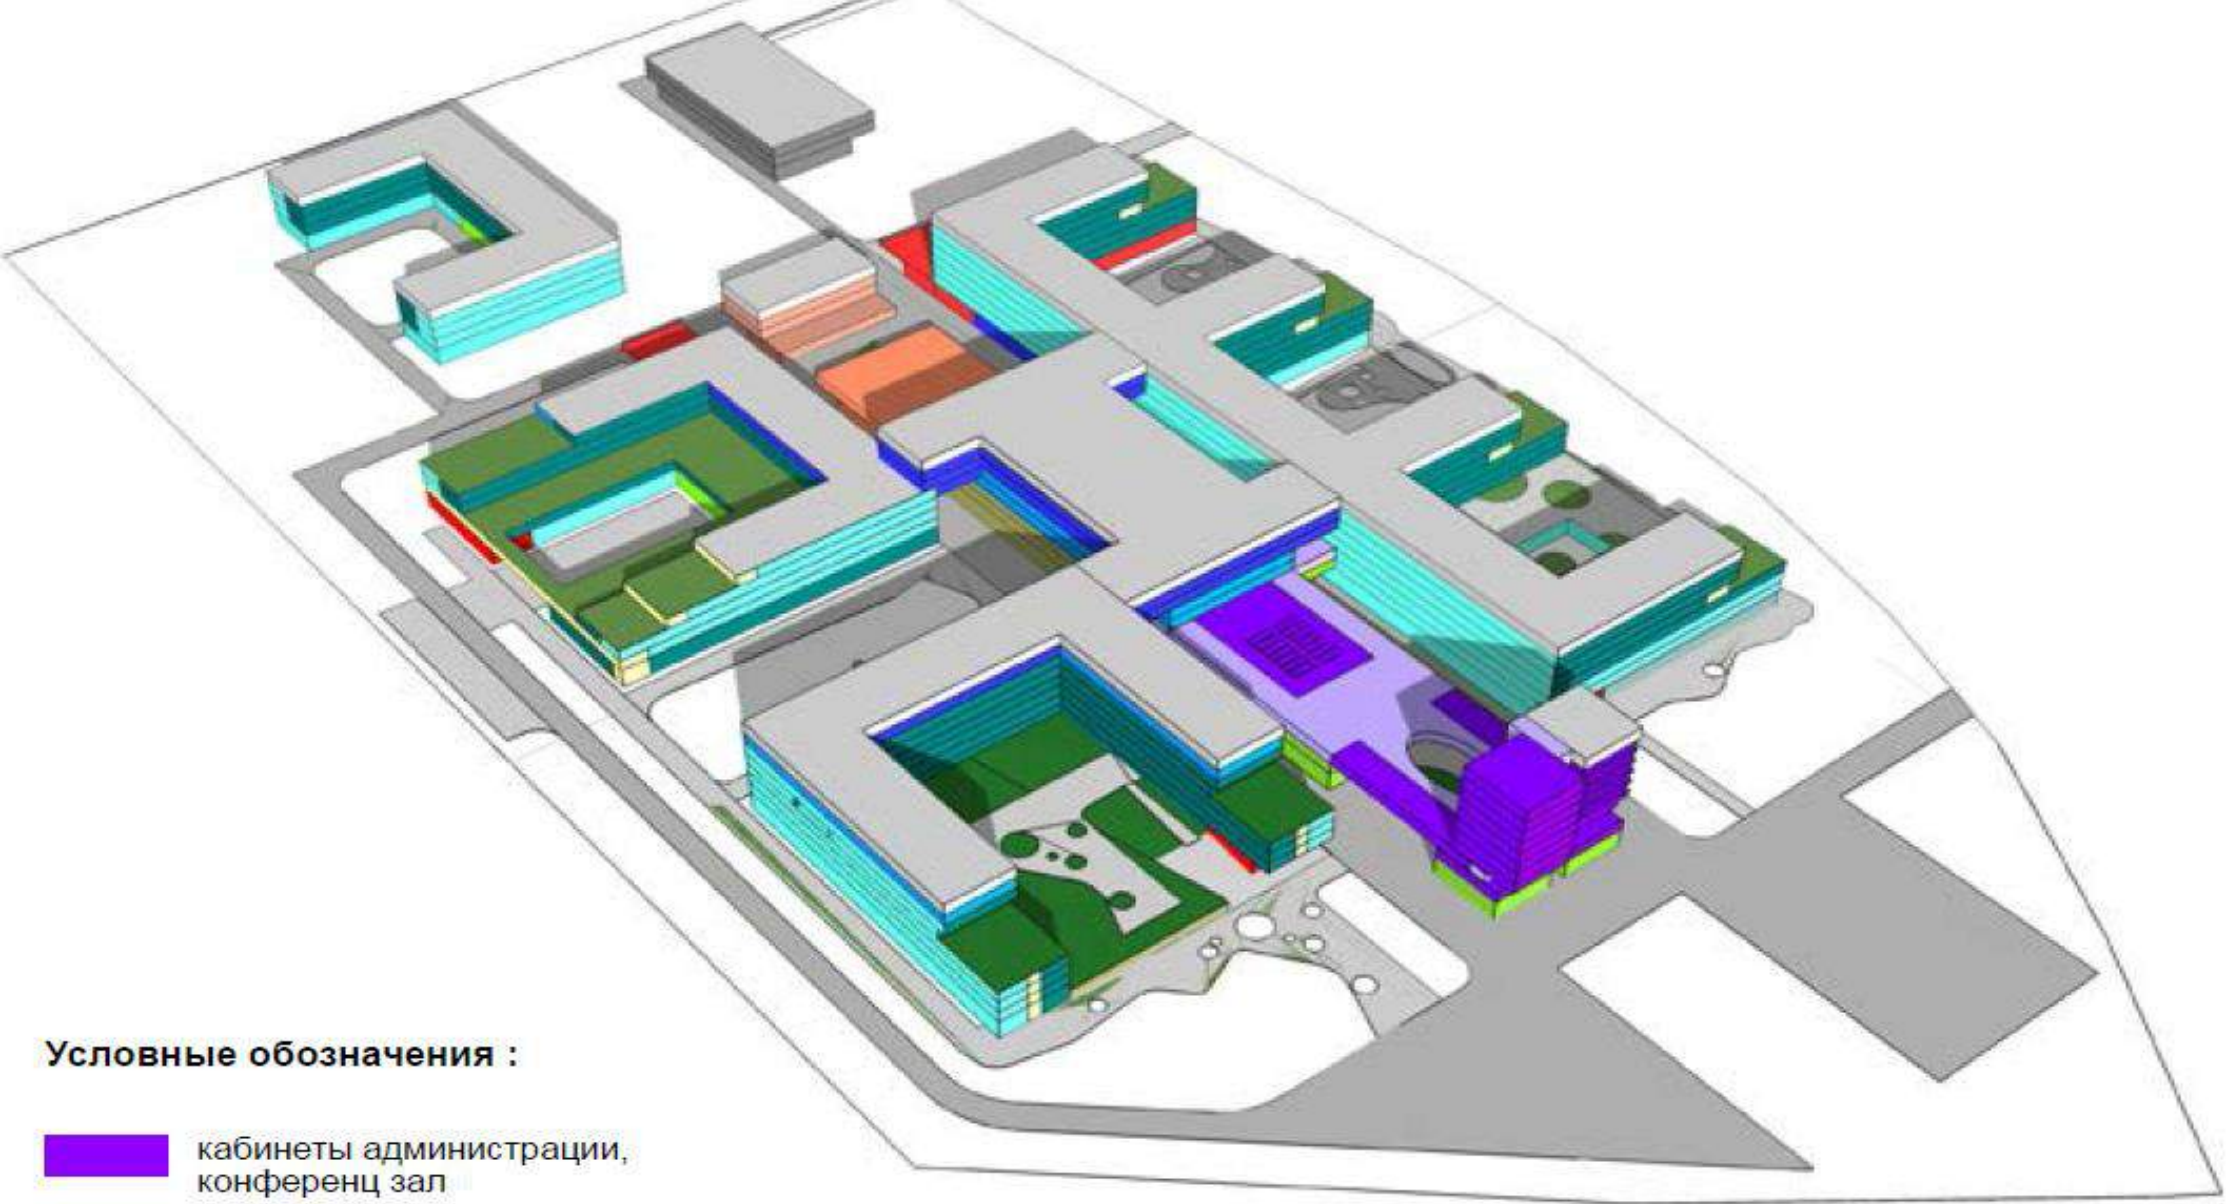 Условные обозначения :
кабинеты администрации,
конференц зал